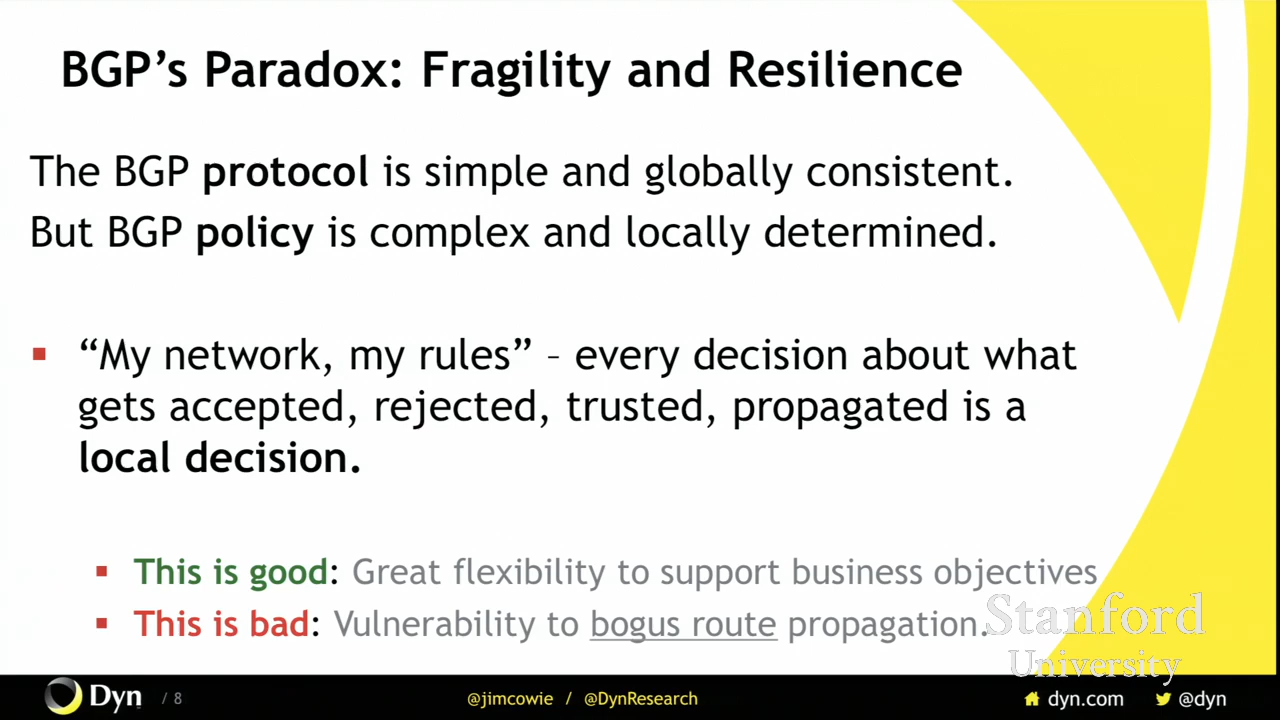 BGP’s Paradox: Fragility and Resilience
The BGP protocol is simple and globally consistent.
But BGP policy is complex and locally determined.
“My network, my rules” – every decision about what
gets accepted, rejected, trusted, propagated is a
local decision.
This is good: Great flexibility to support business objectives
This is bad: Vulnerability to bogus route propagation.
Stanford
University
Dyn / 8
@jimcowie / @DynResearch
dyn.com @dyn